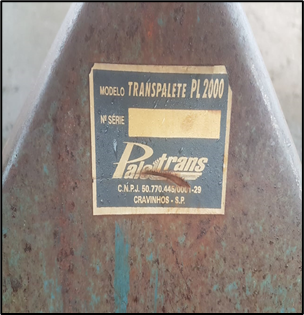 MODELO TRANSPALETE PL 2000
Nº SÉRIE
Paletrans
C.N.P.J. 50.770.445/0001-29
CRAVINHOS - S.P.